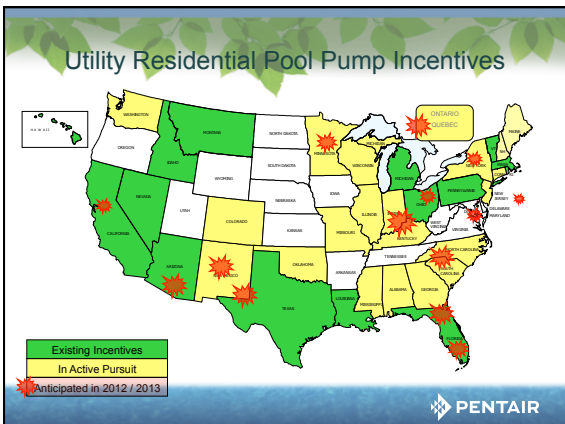 Utility Residential Pool Pump Incentives
WASHINGTON
MONTANA
NORTH DAKOTA
MINNESOTA
MICHIGAN
ONTARIO
QUEBEC
MAINE
HAWAII
OREGON
IDAHO
SOUTH DAKOTA
WISCONSIN
NEW YORK
WYOMING
MICHIGAN
NEVADA
NEBRASKA
IOWA
PENNSYLVANIA
NEW
JERSEY
UTAH
ILLINOIS
OHIO
DELAWARE
CALIFORNIA
COLORADO
KANSAS
MISSOURI
WEST
VIRGINIA
VIRGINIA
MARYLAND
KENTUCKY
ARIZONA
OKLAHOMA
TENNESSEE
NORTH CAROLINA
ARKANSAS
SOUTH
CAROLINA
TEXAS
LOUISIANA
MISSISSIPPI
ALABAMA
GEORGIA
FLORIDA
Existing Incentives
In Active Pursuit
Anticipated in 2012 / 2013
PENTAIR